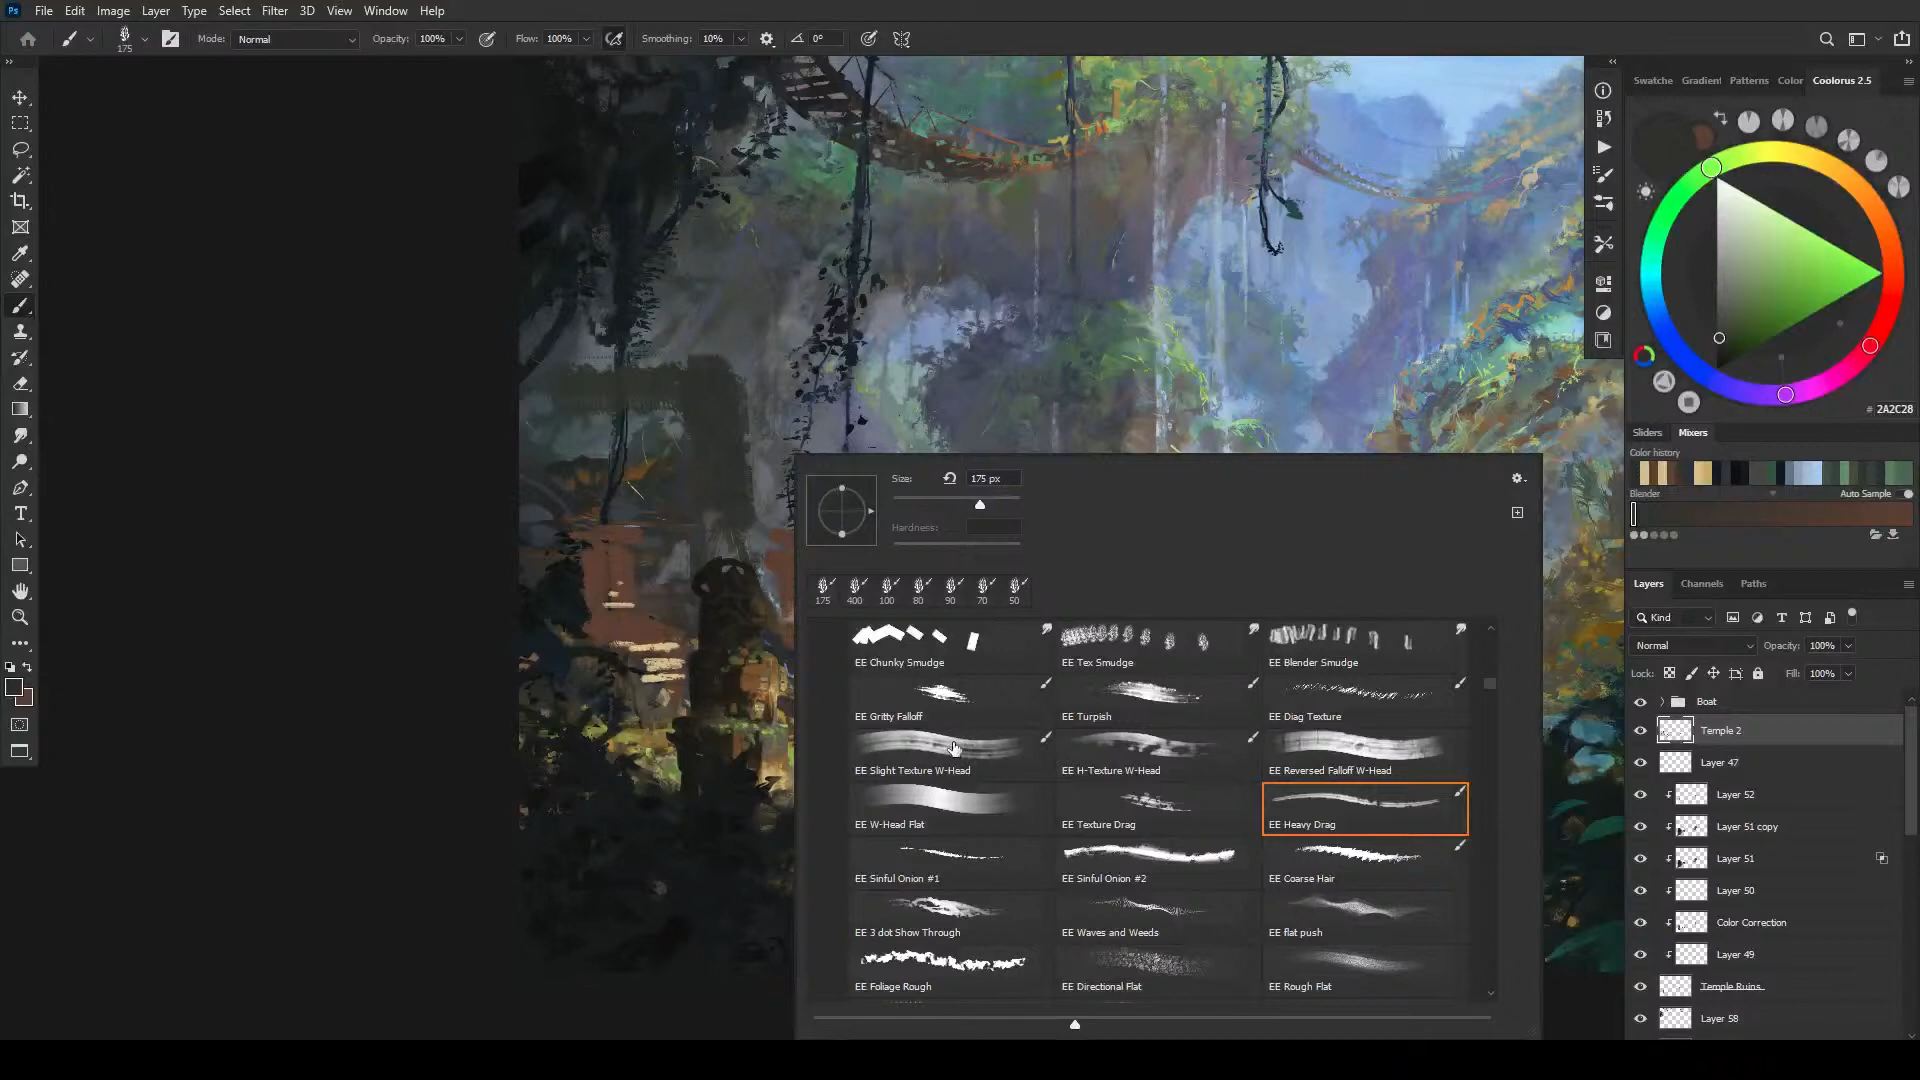 Ps File Edit Image Layer Type Select Filter 3D View Window Help
175 Mode: Normal Opacity: 100% Flow: 100% Smoothing: 10% 0°
Swatche Gradient Patterns Color Coolorus 2.5
# 2A2C28
Sliders Mixers
Color history
Blender Auto Sample
Size: 175 px
Hardness:
175 400 100 80 90 70 50
EE Chunky Smudge EE Tex Smudge EE Blender Smudge
EE Gritty Falloff EE Turpish EE Diag Texture
EE Slight Texture W-Head EE H-Texture W-Head EE Reversed Falloff W-Head
EE W-Head Flat EE Texture Drag EE Heavy Drag
EE Sinful Onion #1 EE Sinful Onion #2 EE Coarse Hair
EE 3 dot Show Through EE Waves and Weeds EE flat push
EE Foliage Rough EE Directional Flat EE Rough Flat
Layers Channels Paths
Kind
Normal Opacity: 100%
Lock: Fill: 100%
Boat
Temple 2
Layer 47
Layer 52
Layer 51 copy
Layer 51
Layer 50
Color Correction
Layer 49
Temple Ruins
Layer 58